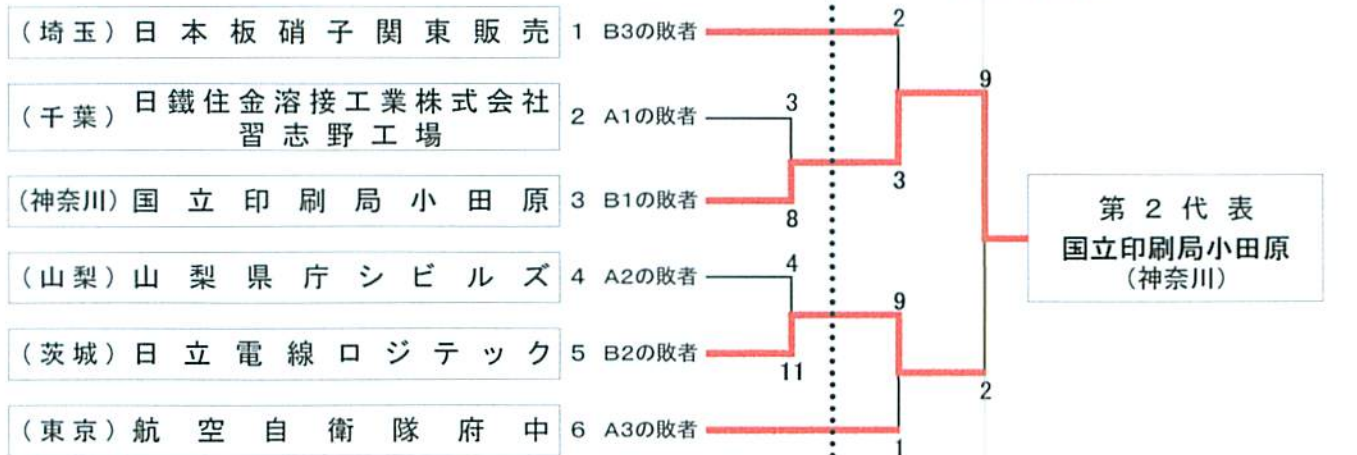 (埼玉) 日本板硝子関東販売 1 B3の敗者
2
(千葉) 日鐵住金溶接工業株式会社
習志野工場 2 A1の敗者
3
9
(神奈川) 国立印刷局小田原 3 B1の敗者
8
3
第2代表
国立印刷局小田原
(神奈川)
(山梨) 山梨県庁シビルズ 4 A2の敗者
4
9
(茨城) 日立電線ロジテック 5 B2の敗者
11
2
(東京) 航空自衛隊府中 6 A3の敗者
1